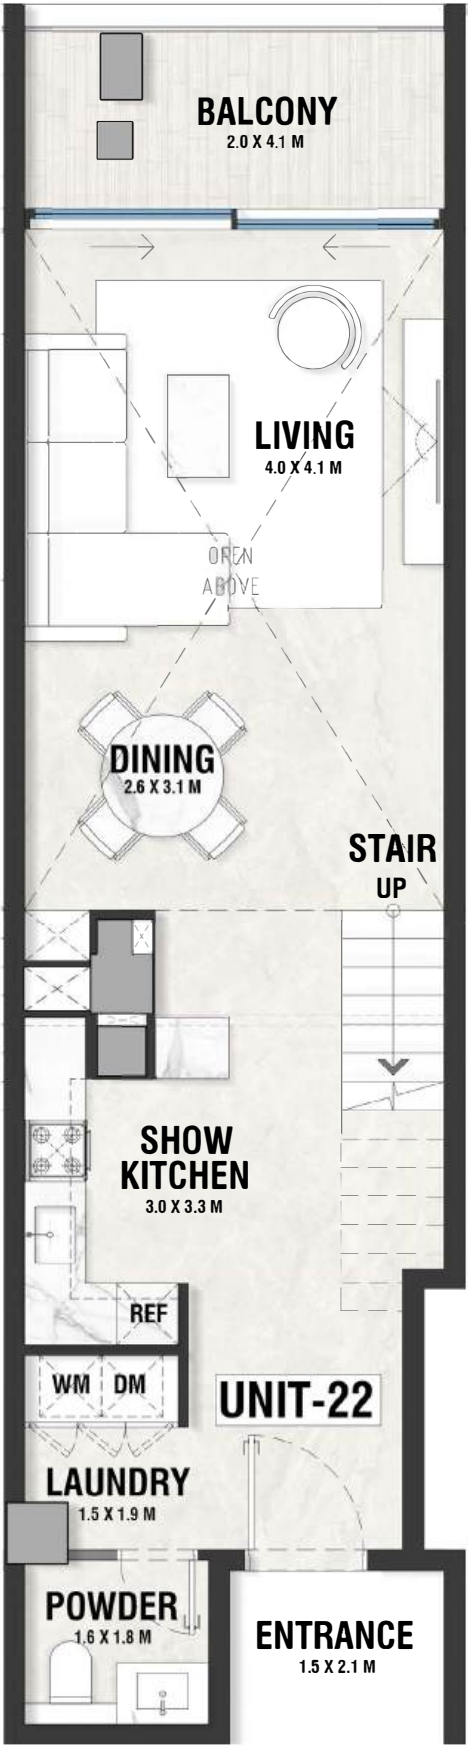 BALCONY
2.0 X 4.1 M
LIVING
4.0 X 4.1 M
OPEN
ABOVE
DINING
2.6 X 3.1 M
STAIR
UP
SHOW
KITCHEN
3.0 X 3.3 M
REF
WM DM
UNIT-22
LAUNDRY
1.5 X 1.9 M
POWDER
1.6 X 1.8 M
ENTRANCE
1.5 X 2.1 M